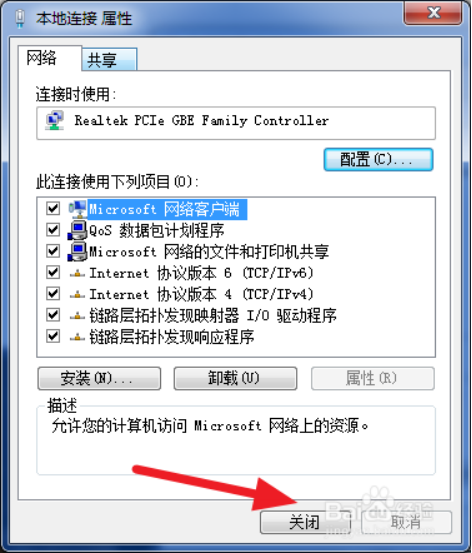 本地连接 属性
网络
共享
连接时使用:
Realtek PCIe GBE Family Controller
配置(C)...
此连接使用下列项目(O):
Microsoft 网络客户端
QoS 数据包计划程序
Microsoft 网络的文件和打印机共享
Internet 协议版本 6 (TCP/IPv6)
Internet 协议版本 4 (TCP/IPv4)
链路层拓扑发现映射器 I/O 驱动程序
链路层拓扑发现响应程序
安装(N)...
卸载(U)
属性(R)
描述
允许您的计算机访问 Microsoft 网络上的资源。
关闭
取消
Baidu 经验